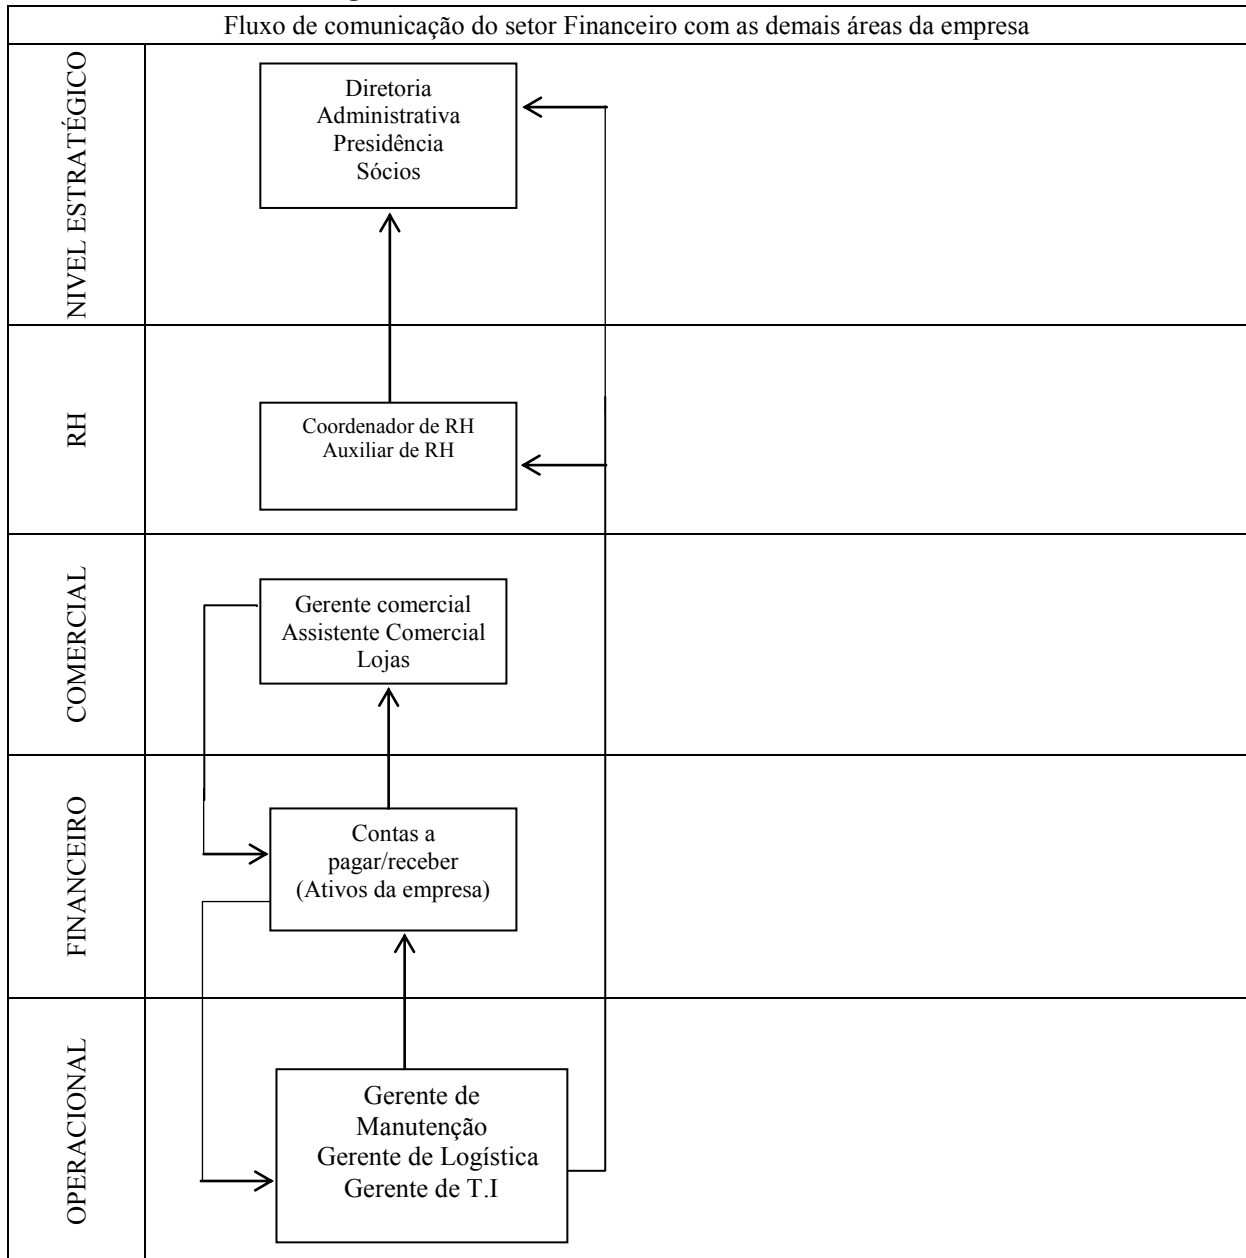 Fluxo de comunicação do setor Financeiro com as demais áreas da empresa
NIVEL ESTRATÉGICO
Diretoria
Administrativa
Presidência
Sócios
RH
Coordenador de RH
Auxiliar de RH
COMERCIAL
Gerente comercial
Assistente Comercial
Lojas
FINANCEIRO
Contas a
pagar/receber
(Ativos da empresa)
OPERACIONAL
Gerente de
Manutenção
Gerente de Logística
Gerente de T.I